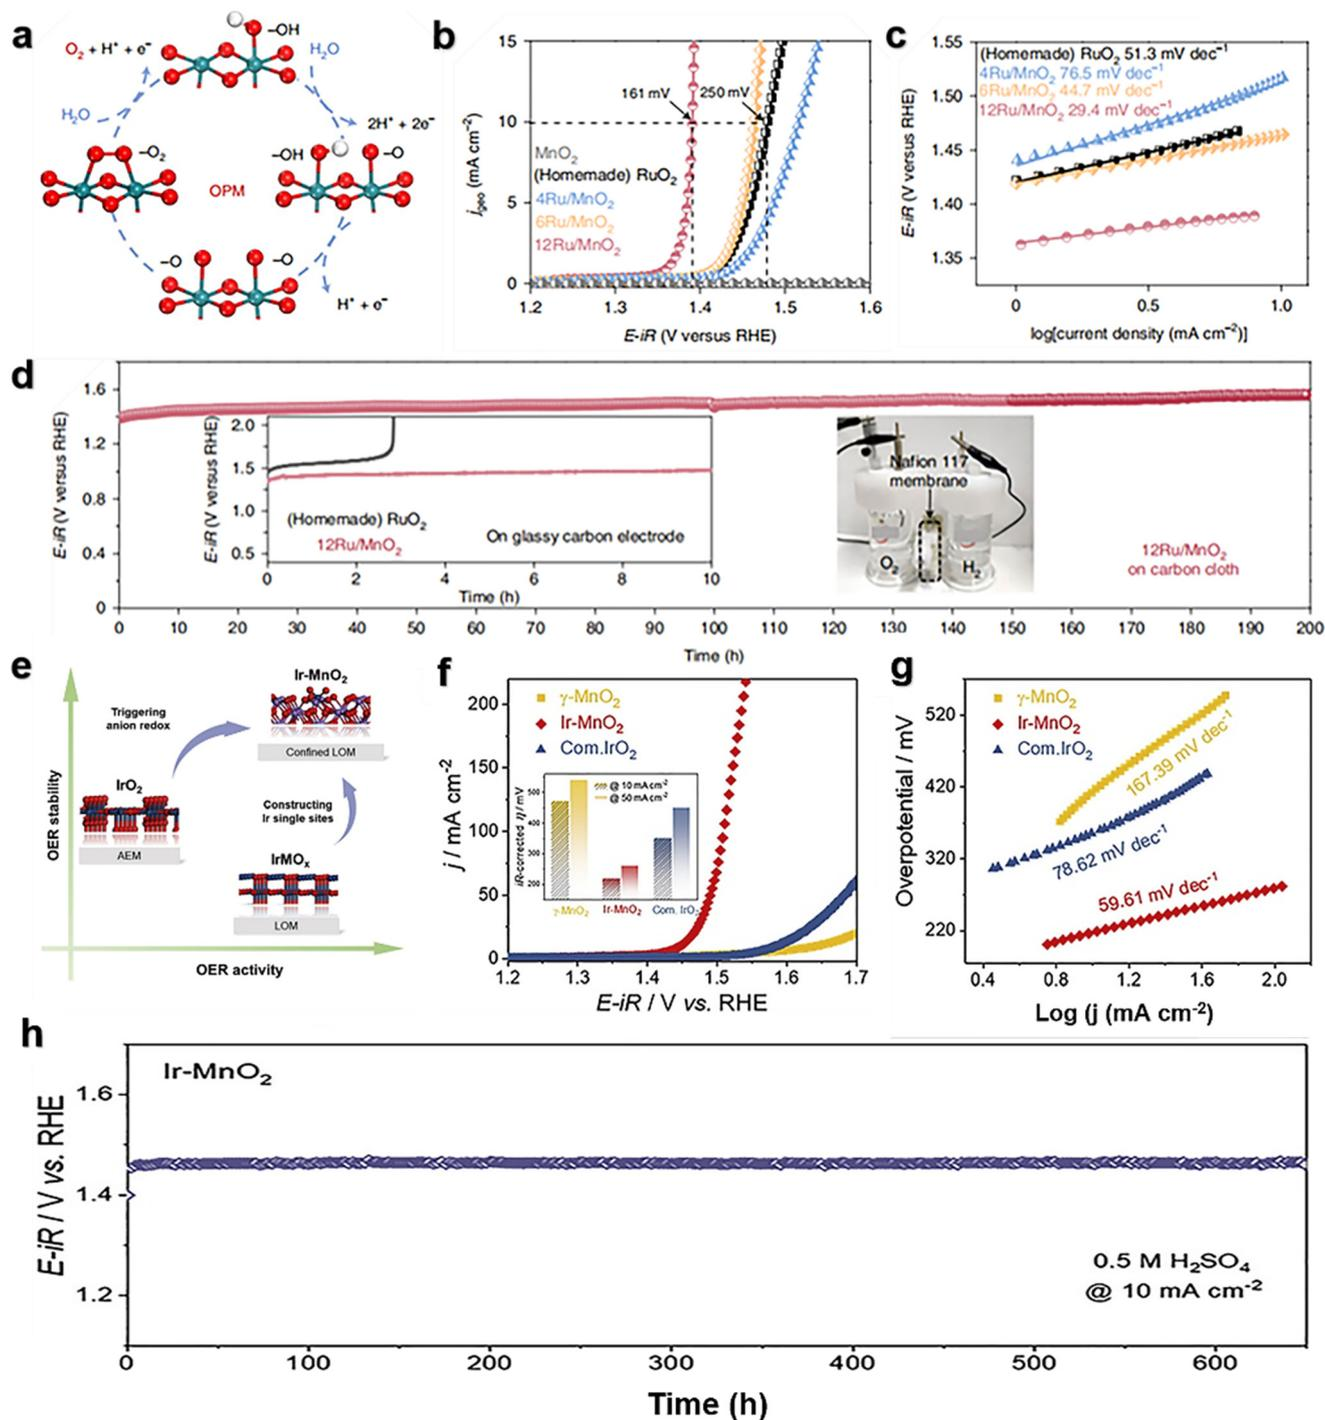 a
O₂ + H⁺ + e⁻
–OH
H₂O
H₂O
2H⁺ + 2e⁻
–O₂
OPM
–OH
–O
–O
–O
H⁺ + e⁻
b
15
10
5
0
j_geo (mA cm⁻²)
161 mV
250 mV
MnO₂
(Homemade) RuO₂
4Ru/MnO₂
6Ru/MnO₂
12Ru/MnO₂
1.2 1.3 1.4 1.5 1.6
E-iR (V versus RHE)
c
1.55
1.50
1.45
1.40
1.35
E-iR (V versus RHE)
(Homemade) RuO₂ 51.3 mV dec⁻¹
4Ru/MnO₂ 76.5 mV dec⁻¹
6Ru/MnO₂ 44.7 mV dec⁻¹
12Ru/MnO₂ 29.4 mV dec⁻¹
0 0.5 1.0
log[current density (mA cm⁻²)]
d
1.6
1.2
0.8
0.4
0
E-iR (V versus RHE)
2.0
1.5
1.0
0.5
E-iR (V versus RHE)
(Homemade) RuO₂
12Ru/MnO₂
On glassy carbon electrode
0 2 4 6 8 10
Time (h)
Nafion 117
membrane
O₂
H₂
12Ru/MnO₂
on carbon cloth
0 10 20 30 40 50 60 70 80 90 100 110 120 130 140 150 160 170 180 190 200
Time (h)
e
OER stability
Triggering
anion redox
Ir-MnO₂
Confined LOM
IrO₂
AEM
Constructing
Ir single sites
IrMOₓ
LOM
OER activity
f
200
150
100
50
0
j / mA cm⁻²
γ-MnO₂
Ir-MnO₂
Com.IrO₂
@ 10 mA cm⁻²
@ 50 mA cm⁻²
500
400
300
200
iR-corrected η / mV
γ-MnO₂ Ir-MnO₂ Com. IrO₂
1.2 1.3 1.4 1.5 1.6 1.7
E-iR / V vs. RHE
g
520
420
320
220
Overpotential / mV
γ-MnO₂
Ir-MnO₂
Com.IrO₂
167.39 mV dec⁻¹
78.62 mV dec⁻¹
59.61 mV dec⁻¹
0.4 0.8 1.2 1.6 2.0
Log (j (mA cm⁻²)
h
1.6
1.4
1.2
E-iR / V vs. RHE
Ir-MnO₂
0.5 M H₂SO₄
@ 10 mA cm⁻²
0 100 200 300 400 500 600
Time (h)